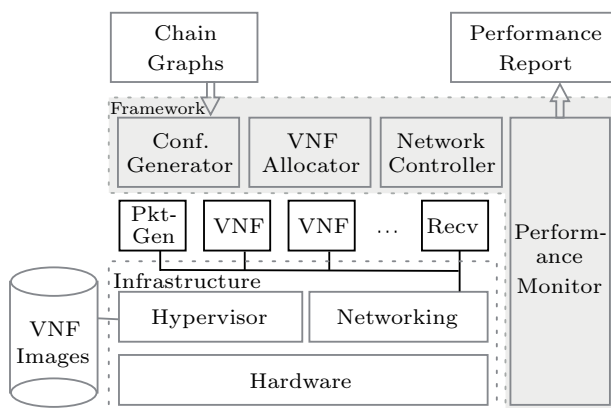 Chain
Graphs
Performance
Report
Framework
Conf.
Generator
VNF
Allocator
Network
Controller
Pkt-
Gen
VNF
VNF
...
Recv
Perform-
ance
Monitor
Infrastructure
VNF
Images
Hypervisor
Networking
Hardware